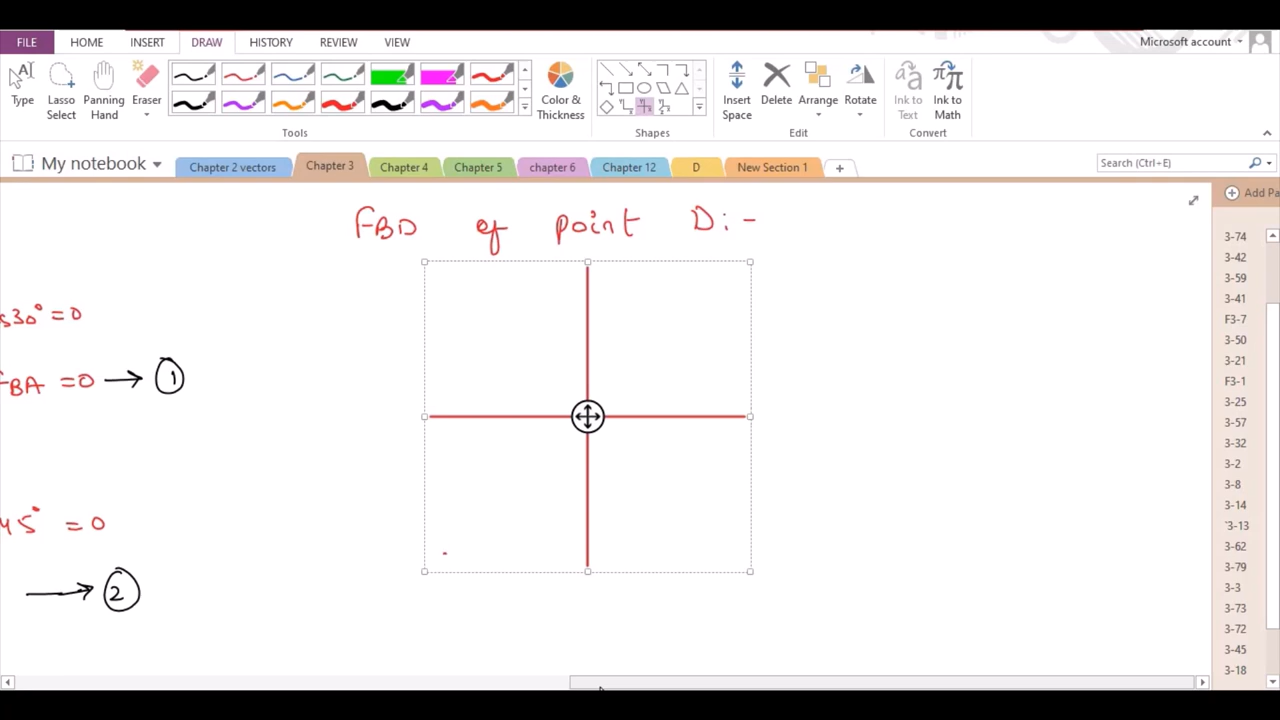 FILE HOME INSERT DRAW HISTORY REVIEW VIEW Microsoft account
Type Lasso Select Panning Hand Eraser Color & Thickness Insert Space Delete Arrange Rotate Ink to Text Ink to Math
Tools Shapes Edit Convert
My notebook Chapter 2 vectors Chapter 3 Chapter 4 Chapter 5 chapter 6 Chapter 12 D New Section 1 Search (Ctrl+E)
Add Pa
FBD of point D:-
s30° = 0
FBA = 0 → ①
45° = 0
→ ②
3-74
3-42
3-59
3-41
F3-7
3-50
3-21
F3-1
3-25
3-57
3-32
3-2
3-8
3-14
3-13
3-62
3-79
3-3
3-73
3-72
3-45
3-18